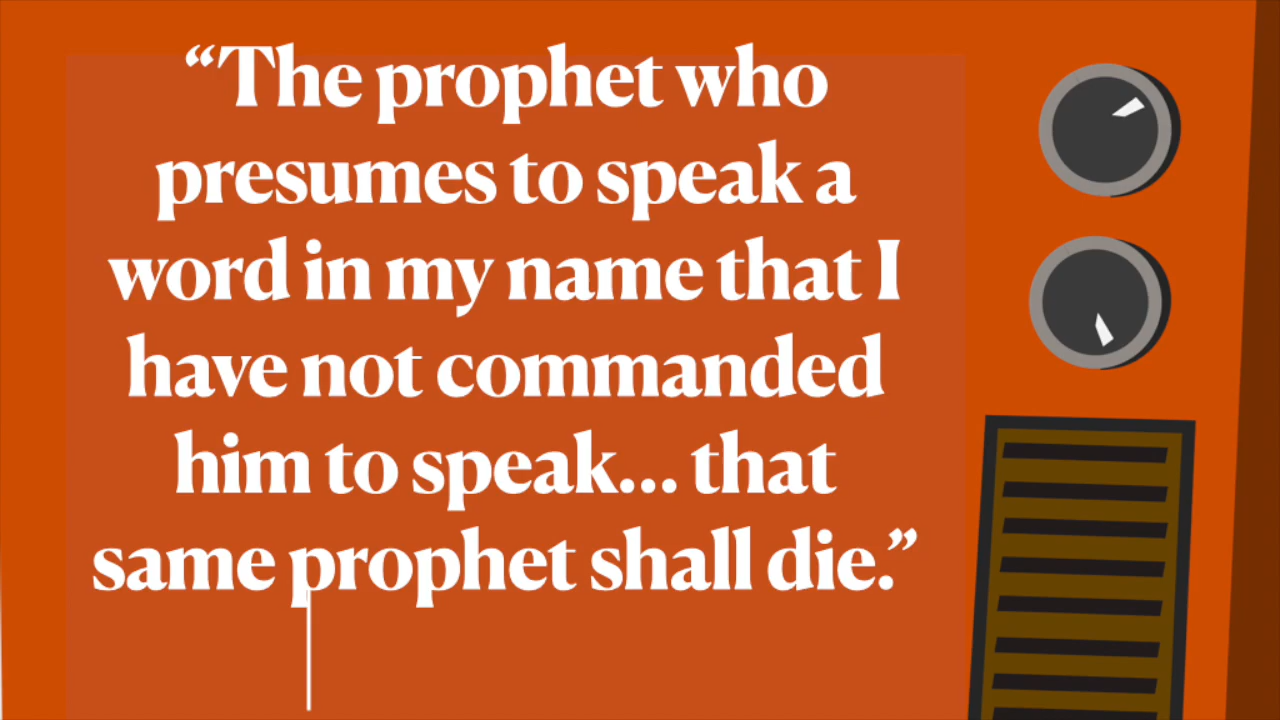 “The prophet who
presumes to speak a
word in my name that I
have not commanded
him to speak... that
same prophet shall die.”